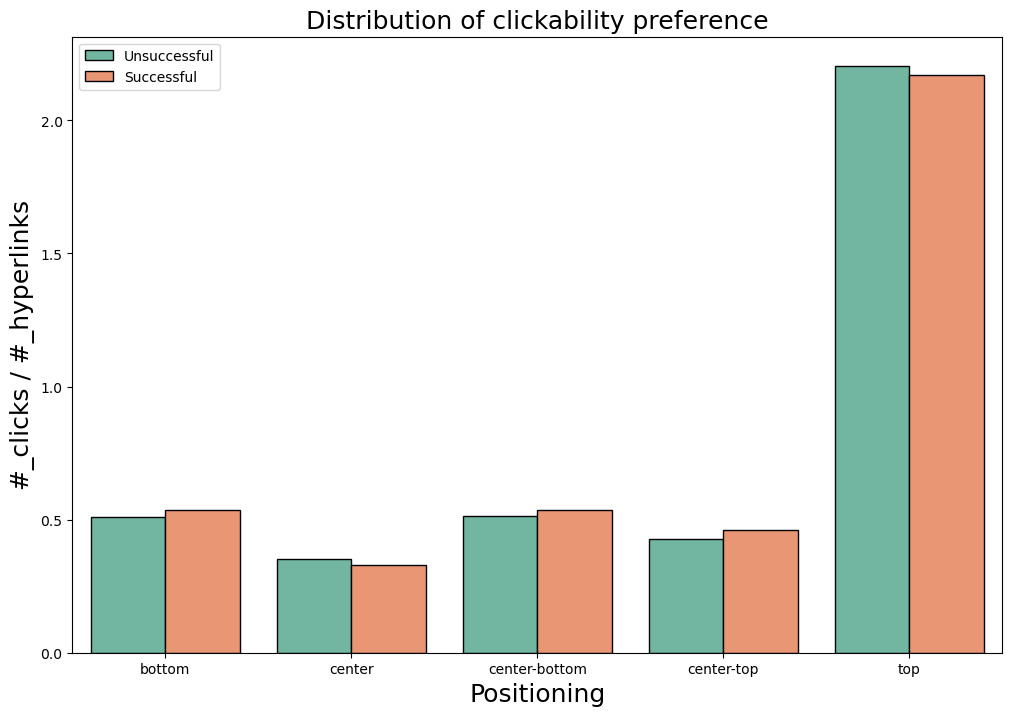 Distribution of clickability preference
Unsuccessful
Successful
#_clicks / #_hyperlinks
2.0
1.5
1.0
0.5
0.0
bottom center center-bottom center-top top
Positioning